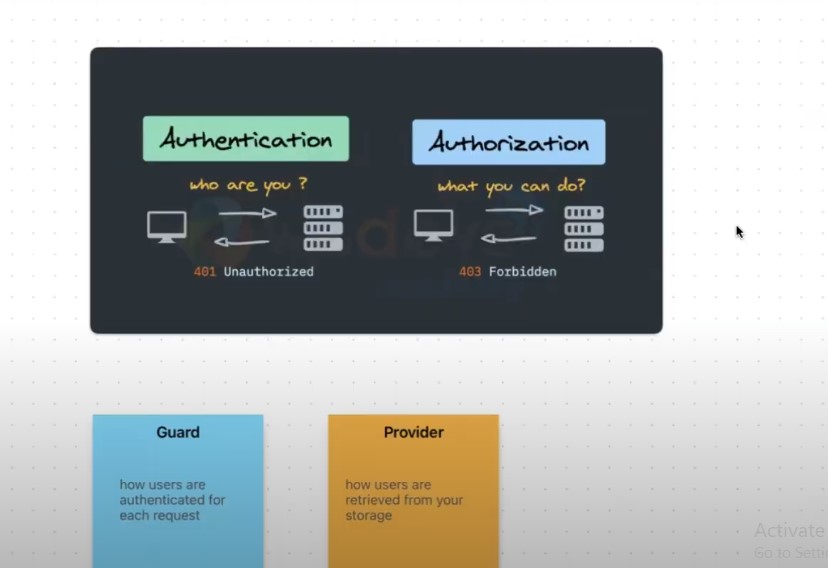 Authentication
Authorization
who are you ?
what you can do?
401 Unauthorized
403 Forbidden
Guard
how users are
authenticated for
each request
Provider
how users are
retrieved from your
storage
Activate
Go to Settin